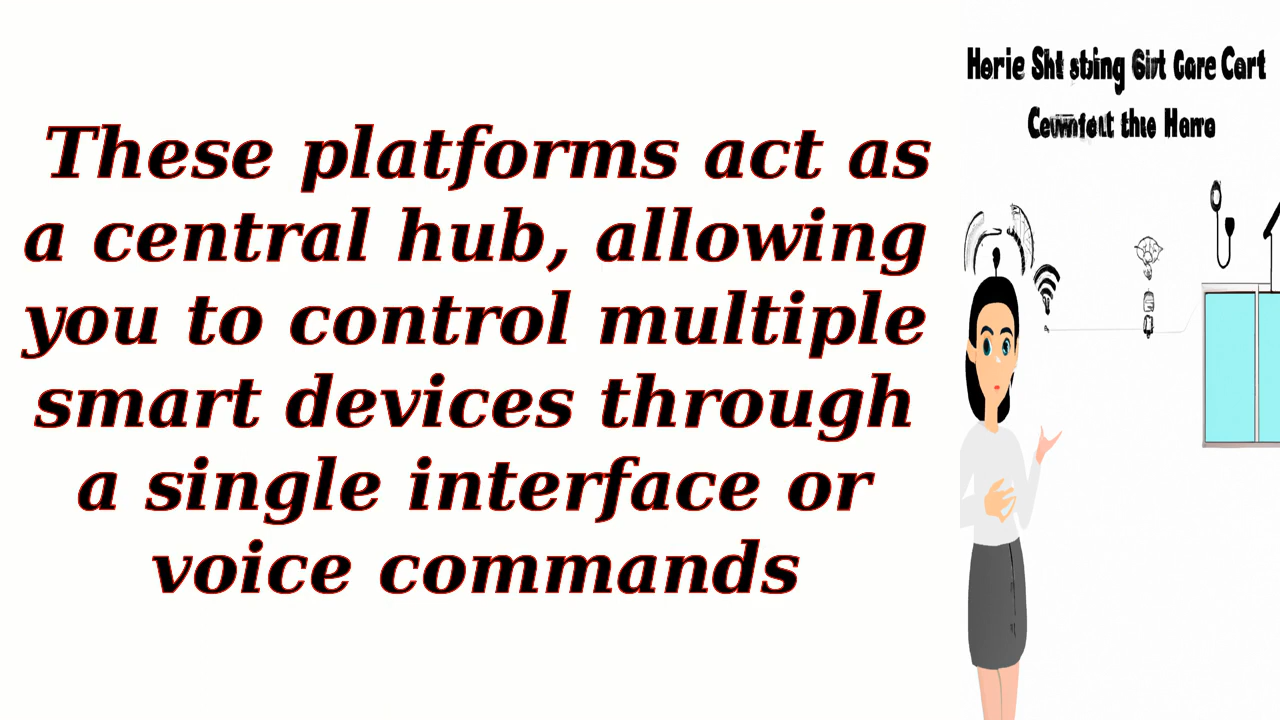 These platforms act as
a central hub, allowing
you to control multiple
smart devices through
a single interface or
voice commands